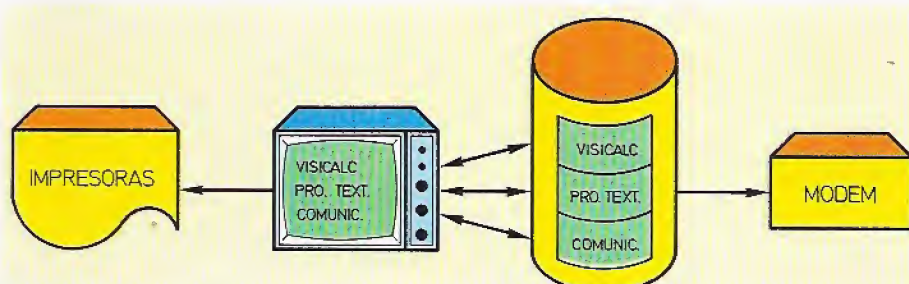 IMPRESORAS
VISICALC
PRO. TEXT.
COMUNIC.
VISICALC
PRO. TEXT.
COMUNIC.
MODEM